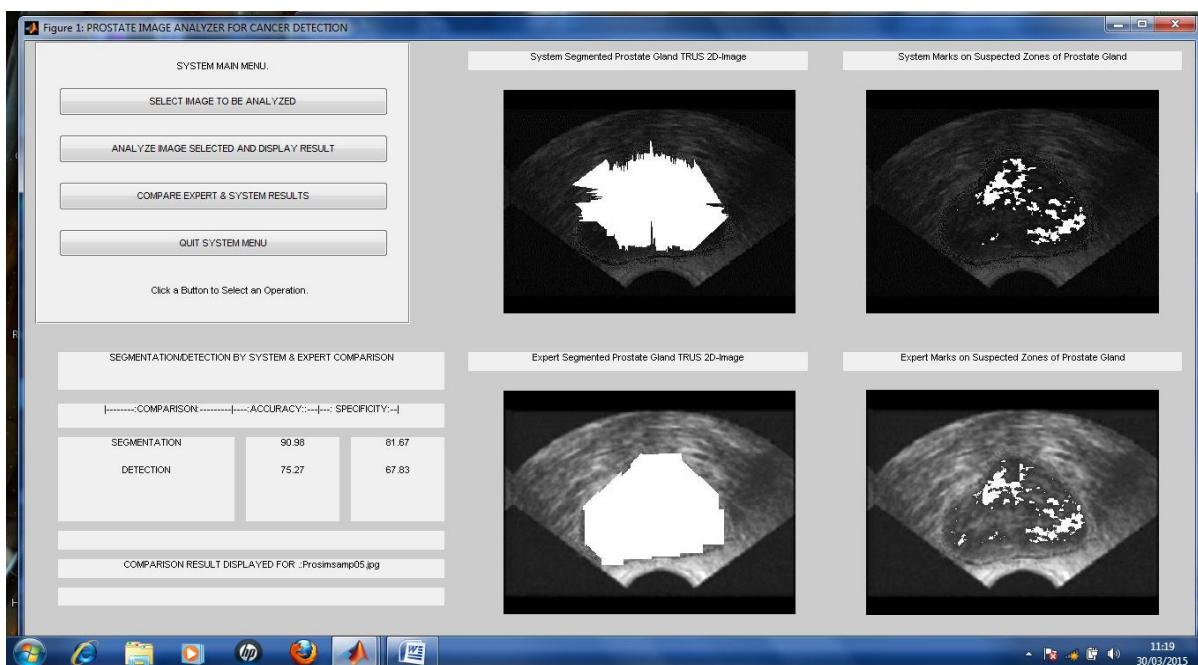 Figure 1: PROSTATE IMAGE ANALYZER FOR CANCER DETECTION
SYSTEM MAIN MENU.
SELECT IMAGE TO BE ANALYZED
ANALYZE IMAGE SELECTED AND DISPLAY RESULT
COMPARE EXPERT & SYSTEM RESULTS
QUIT SYSTEM MENU
Click a Button to Select an Operation.
System Segmented Prostate Gland TRUS 2D-Image
System Marks on Suspected Zones of Prostate Gland
SEGMENTATION/DETECTION BY SYSTEM & EXPERT COMPARISON
|--------:COMPARISON:---------|----:ACCURACY::---|---: SPECIFICITY:--|
SEGMENTATION 90.98 81.67
DETECTION 75.27 67.83
COMPARISON RESULT DISPLAYED FOR .:Prosimsamp05.jpg
Expert Segmented Prostate Gland TRUS 2D-Image
Expert Marks on Suspected Zones of Prostate Gland
hp
W
11:19
30/03/2015